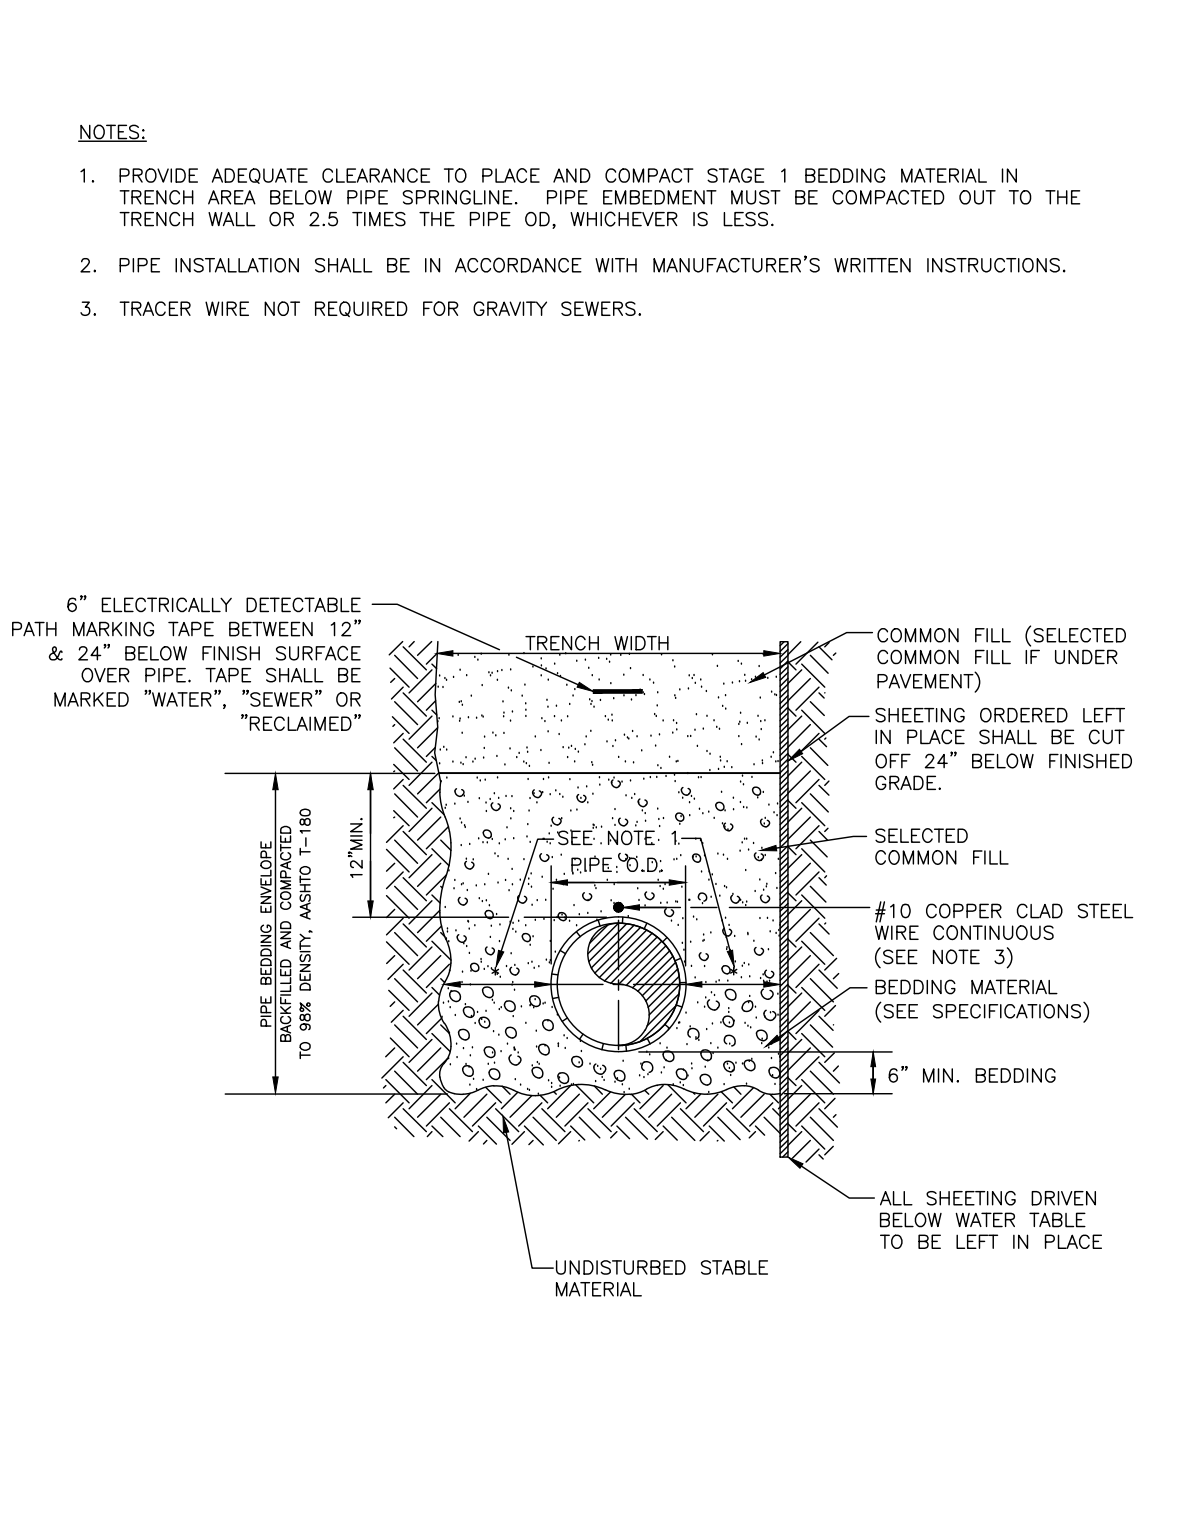 NOTES:
1. PROVIDE ADEQUATE CLEARANCE TO PLACE AND COMPACT STAGE 1 BEDDING MATERIAL IN
TRENCH AREA BELOW PIPE SPRINGLINE. PIPE EMBEDMENT MUST BE COMPACTED OUT TO THE
TRENCH WALL OR 2.5 TIMES THE PIPE OD, WHICHEVER IS LESS.
2. PIPE INSTALLATION SHALL BE IN ACCORDANCE WITH MANUFACTURER'S WRITTEN INSTRUCTIONS.
3. TRACER WIRE NOT REQUIRED FOR GRAVITY SEWERS.
6" ELECTRICALLY DETECTABLE
PATH MARKING TAPE BETWEEN 12"
& 24" BELOW FINISH SURFACE
OVER PIPE. TAPE SHALL BE
MARKED "WATER", "SEWER" OR
"RECLAIMED"
TRENCH WIDTH
COMMON FILL (SELECTED
COMMON FILL IF UNDER
PAVEMENT)
SHEETING ORDERED LEFT
IN PLACE SHALL BE CUT
OFF 24" BELOW FINISHED
GRADE.
PIPE BEDDING ENVELOPE
BACKFILLED AND COMPACTED
TO 98% DENSITY, AASHTO T-180
12"MIN.
SEE NOTE 1
PIPE O.D.
SELECTED
COMMON FILL
#10 COPPER CLAD STEEL
WIRE CONTINUOUS
(SEE NOTE 3)
BEDDING MATERIAL
(SEE SPECIFICATIONS)
6" MIN. BEDDING
ALL SHEETING DRIVEN
BELOW WATER TABLE
TO BE LEFT IN PLACE
UNDISTURBED STABLE
MATERIAL